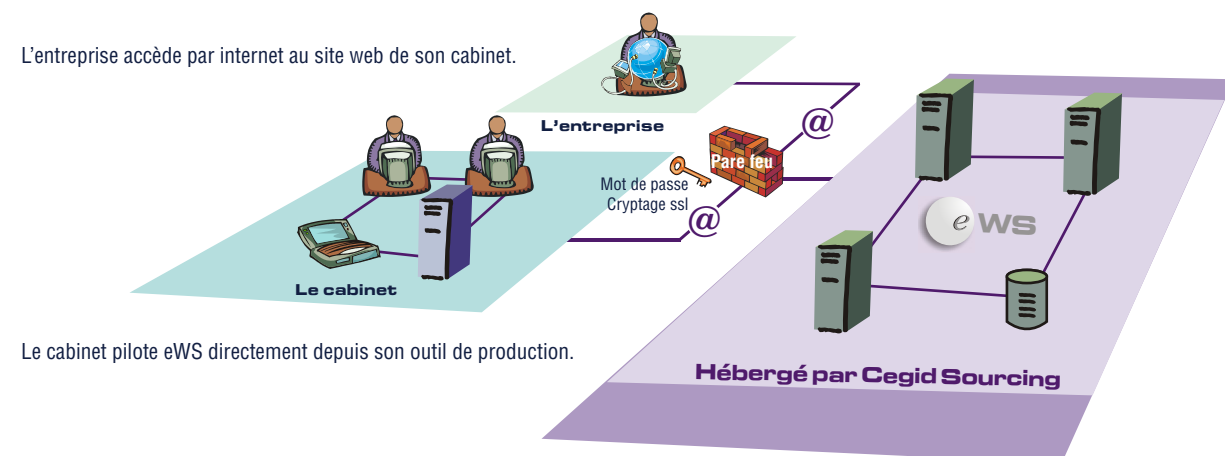 L'entreprise accède par internet au site web de son cabinet.
L'entreprise
@
Pare feu
Mot de passe
Cryptage ssl
@
e WS
Le cabinet
Le cabinet pilote eWS directement depuis son outil de production.
Hébergé par Cegid Sourcing